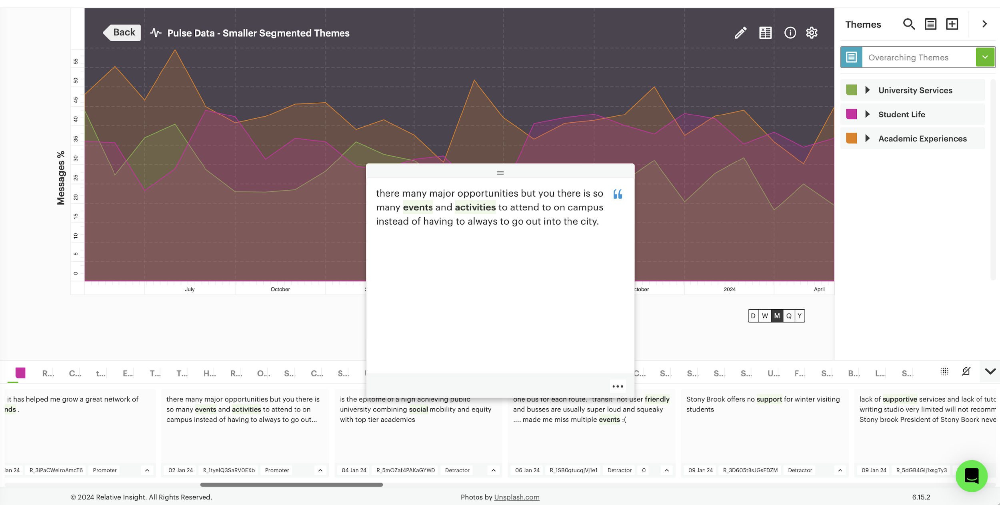 Back
Pulse Data - Smaller Segmented Themes
Themes
Overarching Themes
University Services
Student Life
Academic Experiences
Messages %
55
50
45
40
35
30
25
20
15
10
5
0
July
October
ctober
2024
April
there many major opportunities but you there is so
many events and activities to attend to on campus
instead of having to always to go out into the city.
D W M Q Y
R... C... t... E... T... T... H... R... O... S... C... S... C... S... S... S... S... U... F... S... B... L... S...
it has helped me grow a great network of
nds .
Jan 24 R_3iPaCWeIroAmcT6 Promoter
there many major opportunities but you there is
so many events and activities to attend to on
campus instead of having to always to go out...
02 Jan 24 R_1tyelQ3SaRV0EXb Promoter
is the epitome of a high achieving public
university combining social mobility and equity
with top tier academics
04 Jan 24 R_5mOZaf4PAKaGYWD Detractor
one bus for each route. "transit" not user friendly
and busses are usually super loud and squeaky
.... made me miss multiple events :(
06 Jan 24 R_1SB0qtucqjVj1e1 Detractor 0
Stony Brook offers no support for winter visiting
students
09 Jan 24 R_3D6O5tBsJGsFDZM Detractor
lack of supportive services and lack of tutc
writing studio very limited will not recomm
Stony brook President of Stony Boork neve
09 Jan 24 R_5dGB4Glj1xsg7y3
© 2024 Relative Insight. All Rights Reserved.
Photos by Unsplash.com
6.15.2